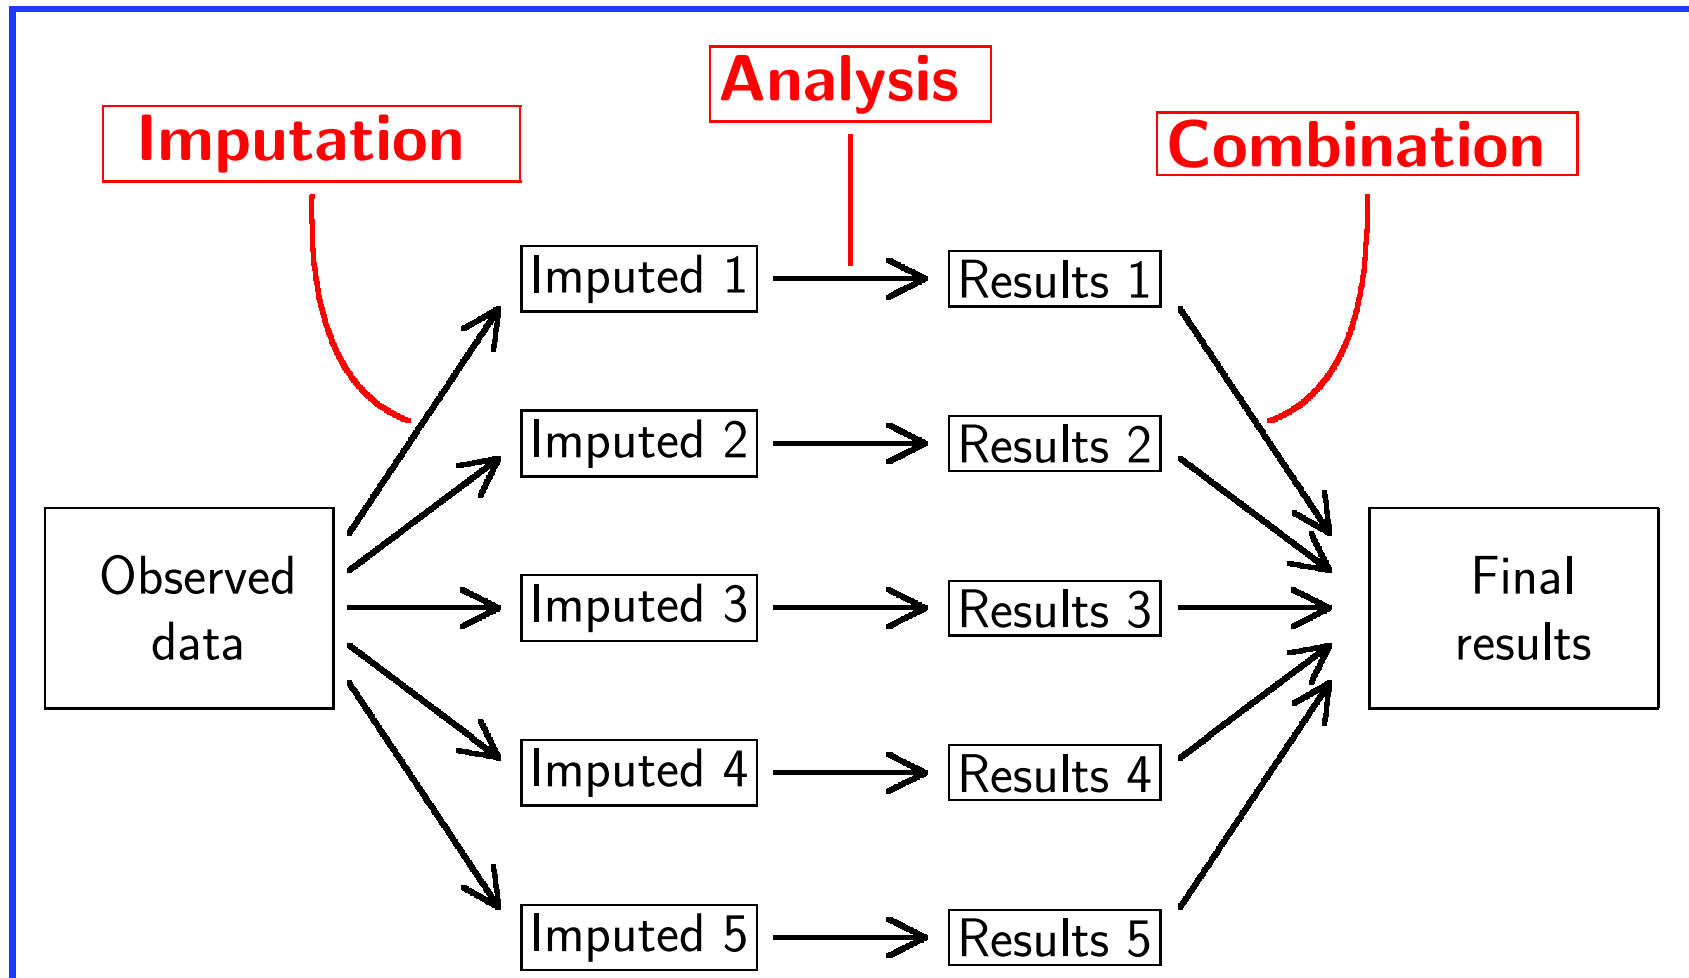 Analysis
Imputation
Combination
Imputed 1
Results 1
Imputed 2
Results 2
Observed
data
Imputed 3
Results 3
Final
results
Imputed 4
Results 4
Imputed 5
Results 5